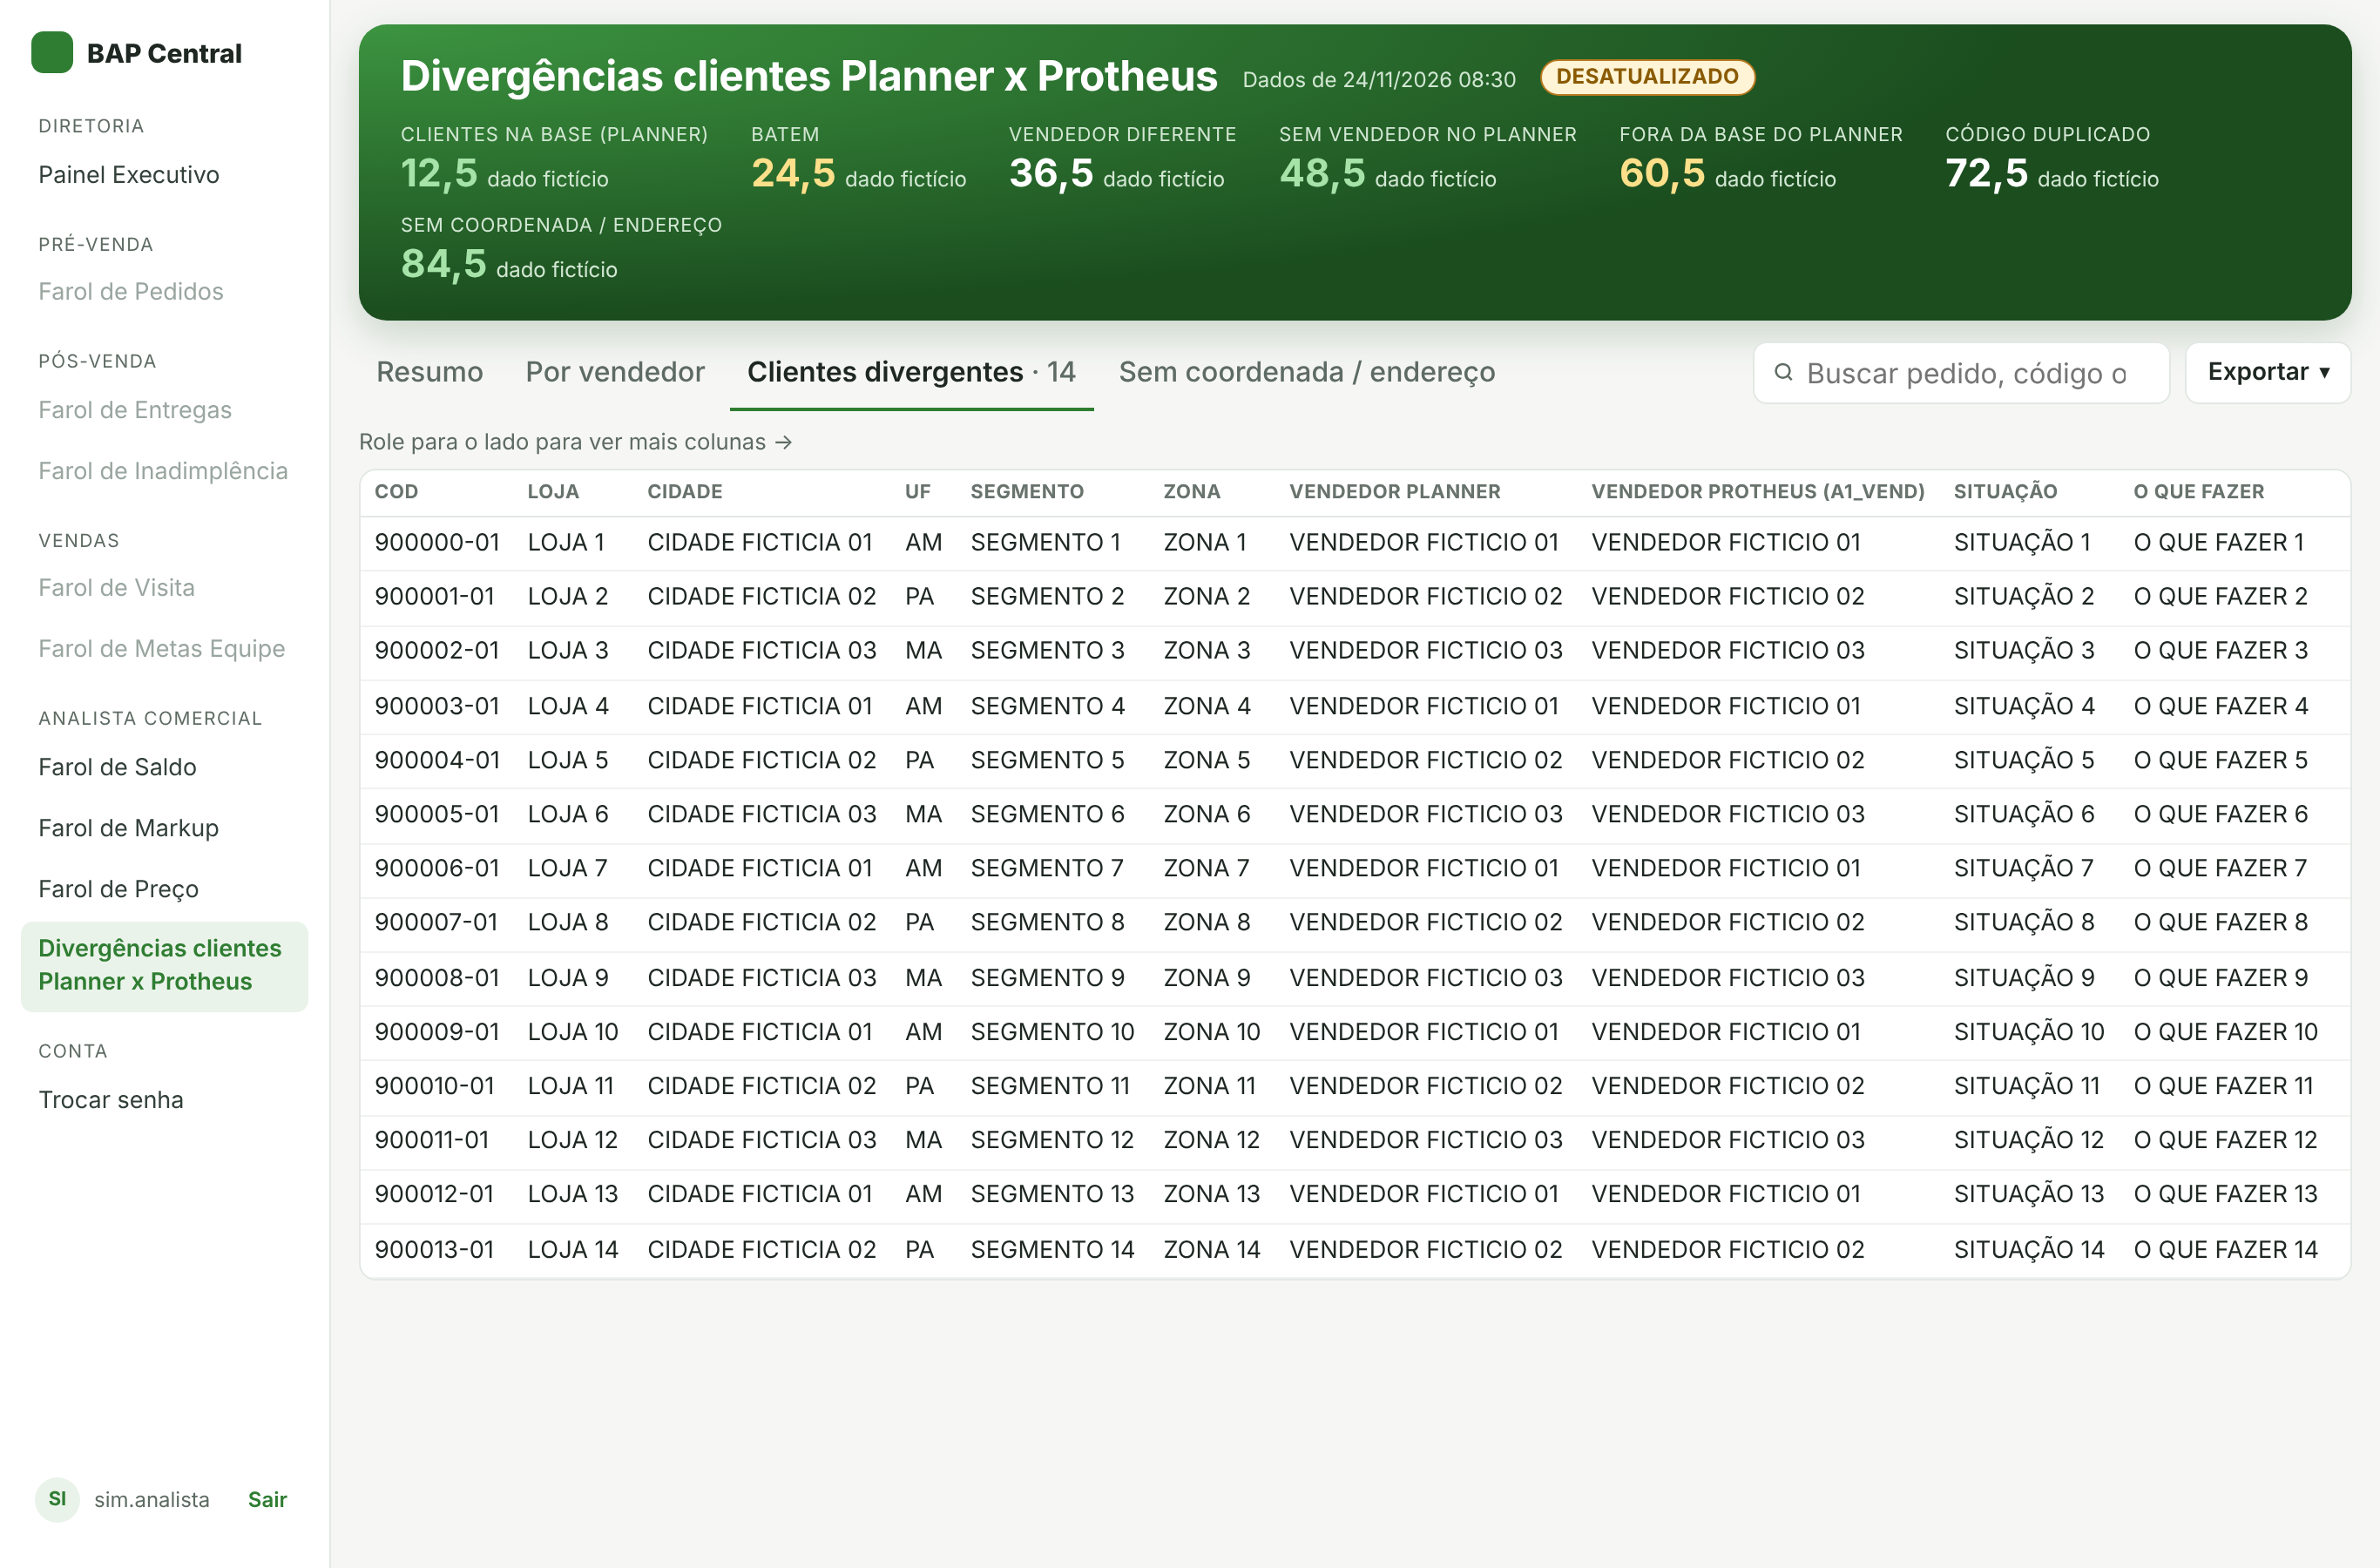 BAP Central
DIRETORIA
Painel Executivo
PRÉ-VENDA
Farol de Pedidos
PÓS-VENDA
Farol de Entregas
Farol de Inadimplência
VENDAS
Farol de Visita
Farol de Metas Equipe
ANALISTA COMERCIAL
Farol de Saldo
Farol de Markup
Farol de Preço
Divergências clientes
Planner x Protheus
CONTA
Trocar senha
SI sim.analista Sair
Divergências clientes Planner x Protheus Dados de 24/11/2026 08:30 DESATUALIZADO
CLIENTES NA BASE (PLANNER) BATEM VENDEDOR DIFERENTE SEM VENDEDOR NO PLANNER FORA DA BASE DO PLANNER CÓDIGO DUPLICADO
12,5 dado fictício 24,5 dado fictício 36,5 dado fictício 48,5 dado fictício 60,5 dado fictício 72,5 dado fictício
SEM COORDENADA / ENDEREÇO
84,5 dado fictício
Resumo Por vendedor Clientes divergentes · 14 Sem coordenada / endereço Buscar pedido, código o Exportar ▾
Role para o lado para ver mais colunas →
COD LOJA CIDADE UF SEGMENTO ZONA VENDEDOR PLANNER VENDEDOR PROTHEUS (A1_VEND) SITUAÇÃO O QUE FAZER
900000-01 LOJA 1 CIDADE FICTICIA 01 AM SEGMENTO 1 ZONA 1 VENDEDOR FICTICIO 01 VENDEDOR FICTICIO 01 SITUAÇÃO 1 O QUE FAZER 1
900001-01 LOJA 2 CIDADE FICTICIA 02 PA SEGMENTO 2 ZONA 2 VENDEDOR FICTICIO 02 VENDEDOR FICTICIO 02 SITUAÇÃO 2 O QUE FAZER 2
900002-01 LOJA 3 CIDADE FICTICIA 03 MA SEGMENTO 3 ZONA 3 VENDEDOR FICTICIO 03 VENDEDOR FICTICIO 03 SITUAÇÃO 3 O QUE FAZER 3
900003-01 LOJA 4 CIDADE FICTICIA 01 AM SEGMENTO 4 ZONA 4 VENDEDOR FICTICIO 01 VENDEDOR FICTICIO 01 SITUAÇÃO 4 O QUE FAZER 4
900004-01 LOJA 5 CIDADE FICTICIA 02 PA SEGMENTO 5 ZONA 5 VENDEDOR FICTICIO 02 VENDEDOR FICTICIO 02 SITUAÇÃO 5 O QUE FAZER 5
900005-01 LOJA 6 CIDADE FICTICIA 03 MA SEGMENTO 6 ZONA 6 VENDEDOR FICTICIO 03 VENDEDOR FICTICIO 03 SITUAÇÃO 6 O QUE FAZER 6
900006-01 LOJA 7 CIDADE FICTICIA 01 AM SEGMENTO 7 ZONA 7 VENDEDOR FICTICIO 01 VENDEDOR FICTICIO 01 SITUAÇÃO 7 O QUE FAZER 7
900007-01 LOJA 8 CIDADE FICTICIA 02 PA SEGMENTO 8 ZONA 8 VENDEDOR FICTICIO 02 VENDEDOR FICTICIO 02 SITUAÇÃO 8 O QUE FAZER 8
900008-01 LOJA 9 CIDADE FICTICIA 03 MA SEGMENTO 9 ZONA 9 VENDEDOR FICTICIO 03 VENDEDOR FICTICIO 03 SITUAÇÃO 9 O QUE FAZER 9
900009-01 LOJA 10 CIDADE FICTICIA 01 AM SEGMENTO 10 ZONA 10 VENDEDOR FICTICIO 01 VENDEDOR FICTICIO 01 SITUAÇÃO 10 O QUE FAZER 10
900010-01 LOJA 11 CIDADE FICTICIA 02 PA SEGMENTO 11 ZONA 11 VENDEDOR FICTICIO 02 VENDEDOR FICTICIO 02 SITUAÇÃO 11 O QUE FAZER 11
900011-01 LOJA 12 CIDADE FICTICIA 03 MA SEGMENTO 12 ZONA 12 VENDEDOR FICTICIO 03 VENDEDOR FICTICIO 03 SITUAÇÃO 12 O QUE FAZER 12
900012-01 LOJA 13 CIDADE FICTICIA 01 AM SEGMENTO 13 ZONA 13 VENDEDOR FICTICIO 01 VENDEDOR FICTICIO 01 SITUAÇÃO 13 O QUE FAZER 13
900013-01 LOJA 14 CIDADE FICTICIA 02 PA SEGMENTO 14 ZONA 14 VENDEDOR FICTICIO 02 VENDEDOR FICTICIO 02 SITUAÇÃO 14 O QUE FAZER 14